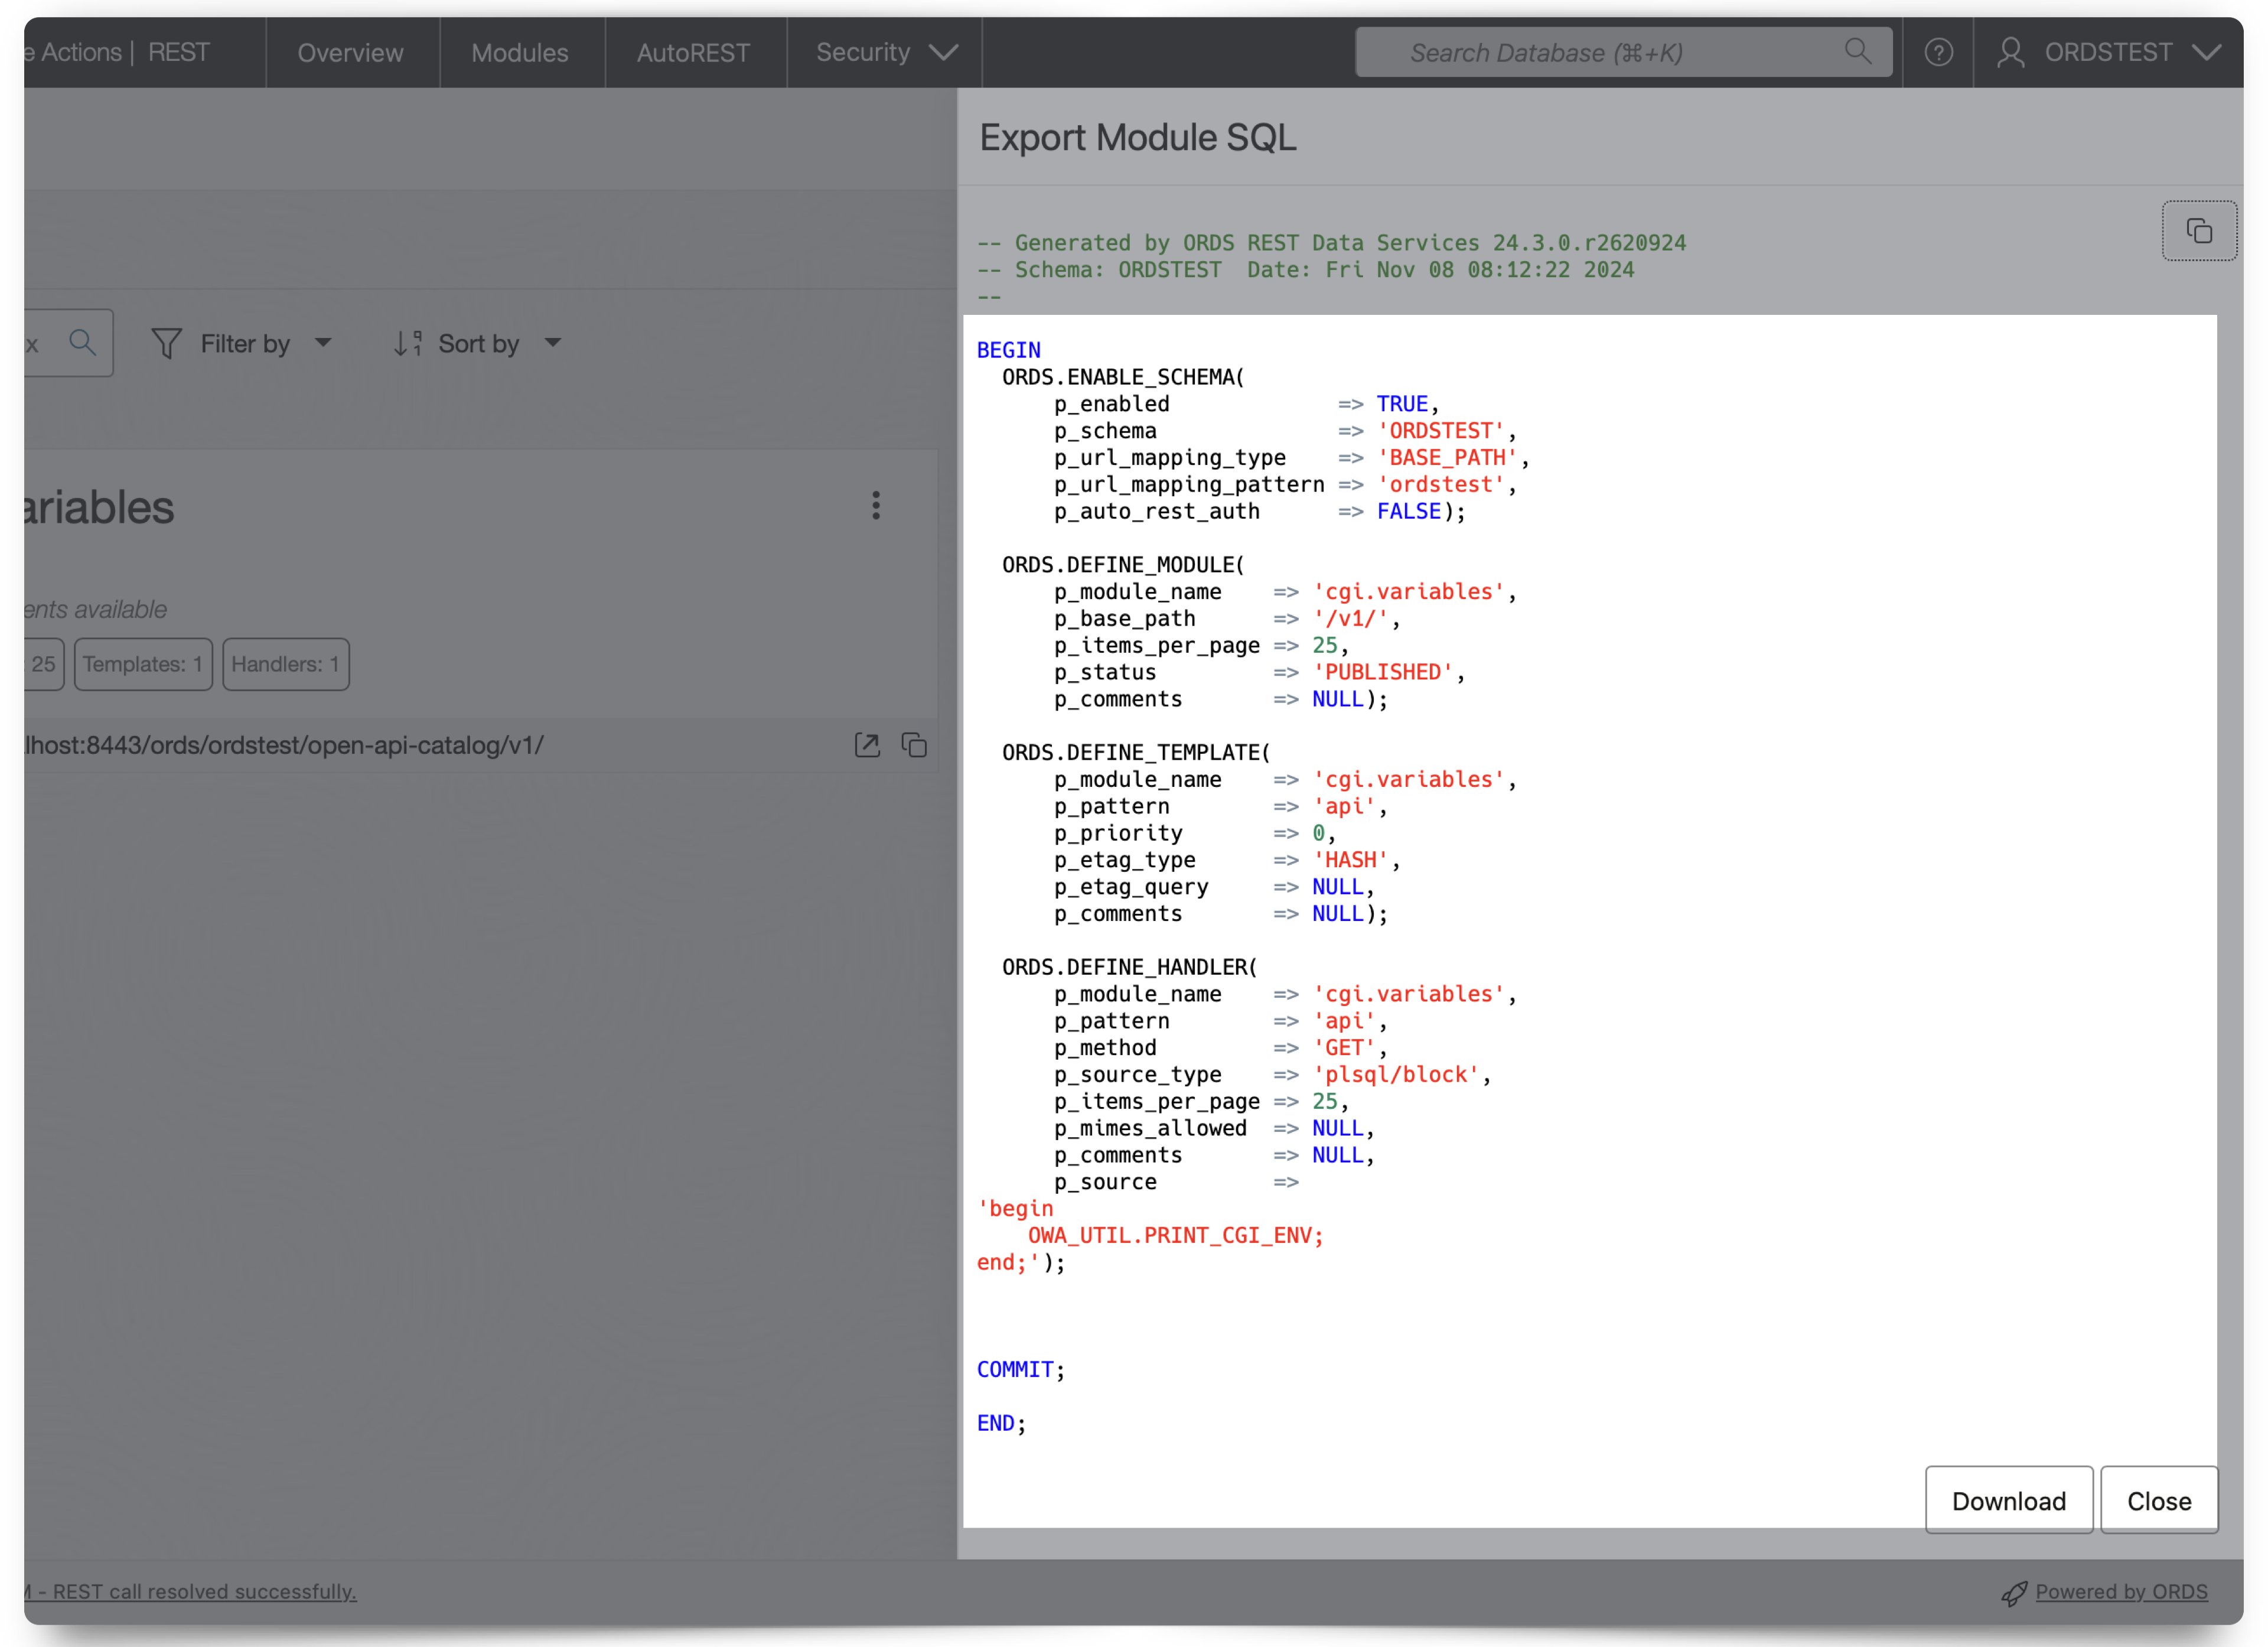 e Actions | REST
Overview
Modules
AutoREST
Security
Search Database (⌘+K)
ORDSTEST
Export Module SQL
-- Generated by ORDS REST Data Services 24.3.0.r2620924
-- Schema: ORDSTEST  Date: Fri Nov 08 08:12:22 2024
--
x
Filter by
Sort by
ariables
ents available
: 25
Templates: 1
Handlers: 1
lhost:8443/ords/ordstest/open-api-catalog/v1/
BEGIN
  ORDS.ENABLE_SCHEMA(
      p_enabled             => TRUE,
      p_schema              => 'ORDSTEST',
      p_url_mapping_type    => 'BASE_PATH',
      p_url_mapping_pattern => 'ordstest',
      p_auto_rest_auth      => FALSE);
  ORDS.DEFINE_MODULE(
      p_module_name    => 'cgi.variables',
      p_base_path      => '/v1/',
      p_items_per_page => 25,
      p_status         => 'PUBLISHED',
      p_comments       => NULL);
  ORDS.DEFINE_TEMPLATE(
      p_module_name    => 'cgi.variables',
      p_pattern        => 'api',
      p_priority       => 0,
      p_etag_type      => 'HASH',
      p_etag_query     => NULL,
      p_comments       => NULL);
  ORDS.DEFINE_HANDLER(
      p_module_name    => 'cgi.variables',
      p_pattern        => 'api',
      p_method         => 'GET',
      p_source_type    => 'plsql/block',
      p_items_per_page => 25,
      p_mimes_allowed  => NULL,
      p_comments       => NULL,
      p_source         =>
'begin
    OWA_UTIL.PRINT_CGI_ENV;
end;');
COMMIT;
END;
Download
Close
M - REST call resolved successfully.
Powered by ORDS